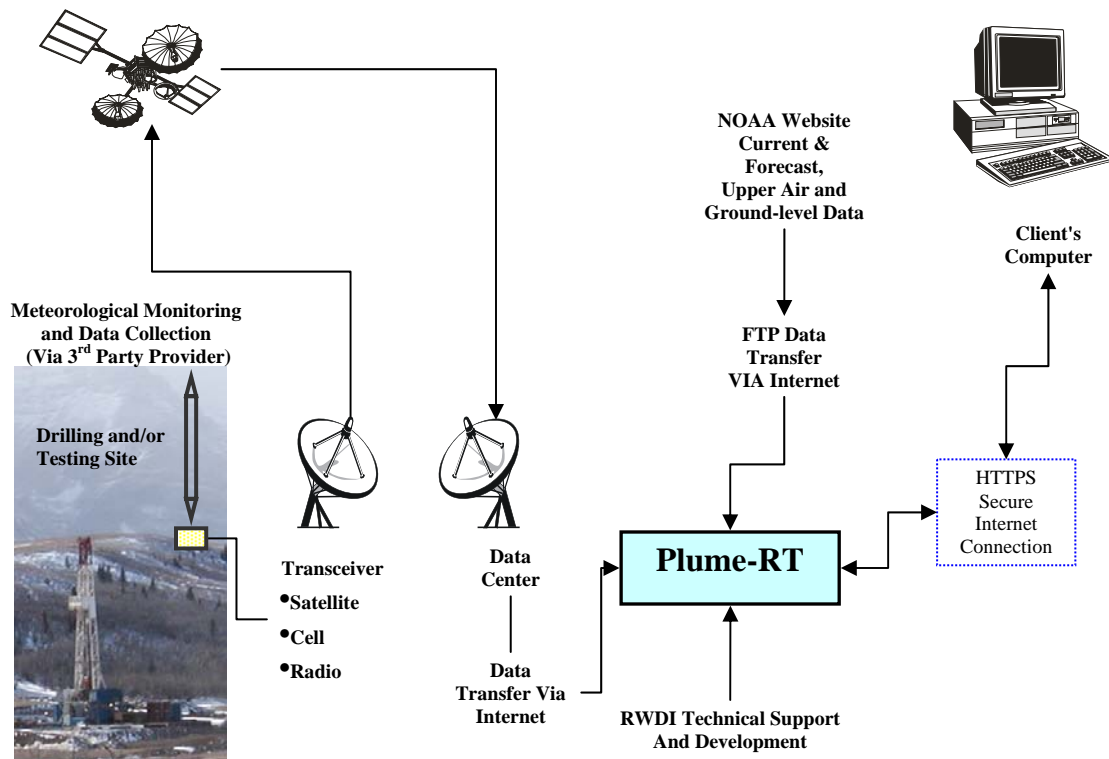 NOAA Website
Current &
Forecast,
Upper Air and
Ground-level Data
Client's
Computer
Meteorological Monitoring
and Data Collection
(Via 3rd Party Provider)
FTP Data
Transfer
VIA Internet
Drilling and/or
Testing Site
HTTPS
Secure
Internet
Connection
Plume-RT
Transceiver
•Satellite
•Cell
•Radio
Data
Center
Data
Transfer Via
Internet
RWDI Technical Support
And Development